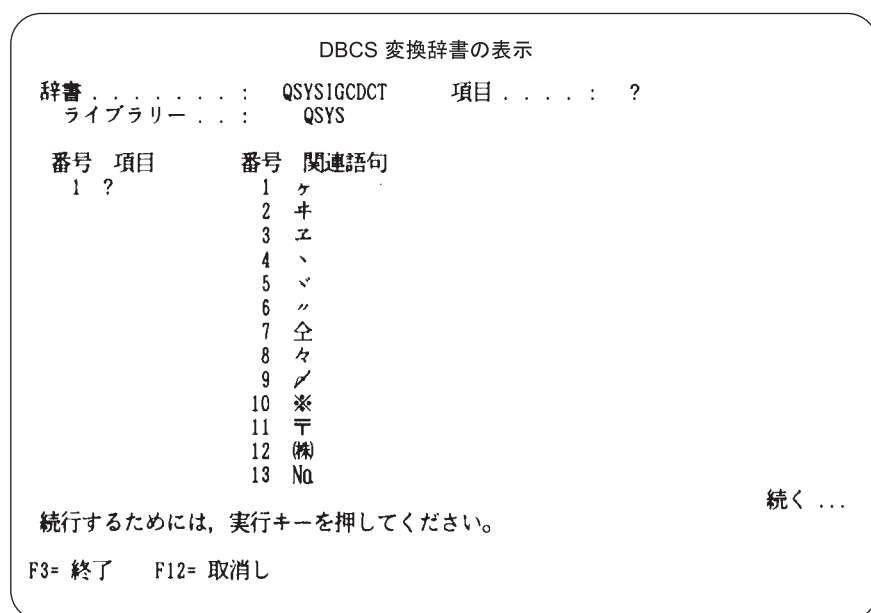 DBCS 変換辞書の表示
辞書 . . . . . . . : QSYSIGCDCT 項目 . . . . : ?
ライブラリー . . : QSYS
番号 項目 番号 関連語句
1 ? 1 ヶ
2 ヰ
3 ヱ
4 ヽ
5 ヾ
6 〃
7 仝
8 々
9 〆
10 ※
11 〒
12 ㈱
13 №
続く ...
続行するためには, 実行キーを押してください。
F3= 終了 F12= 取消し